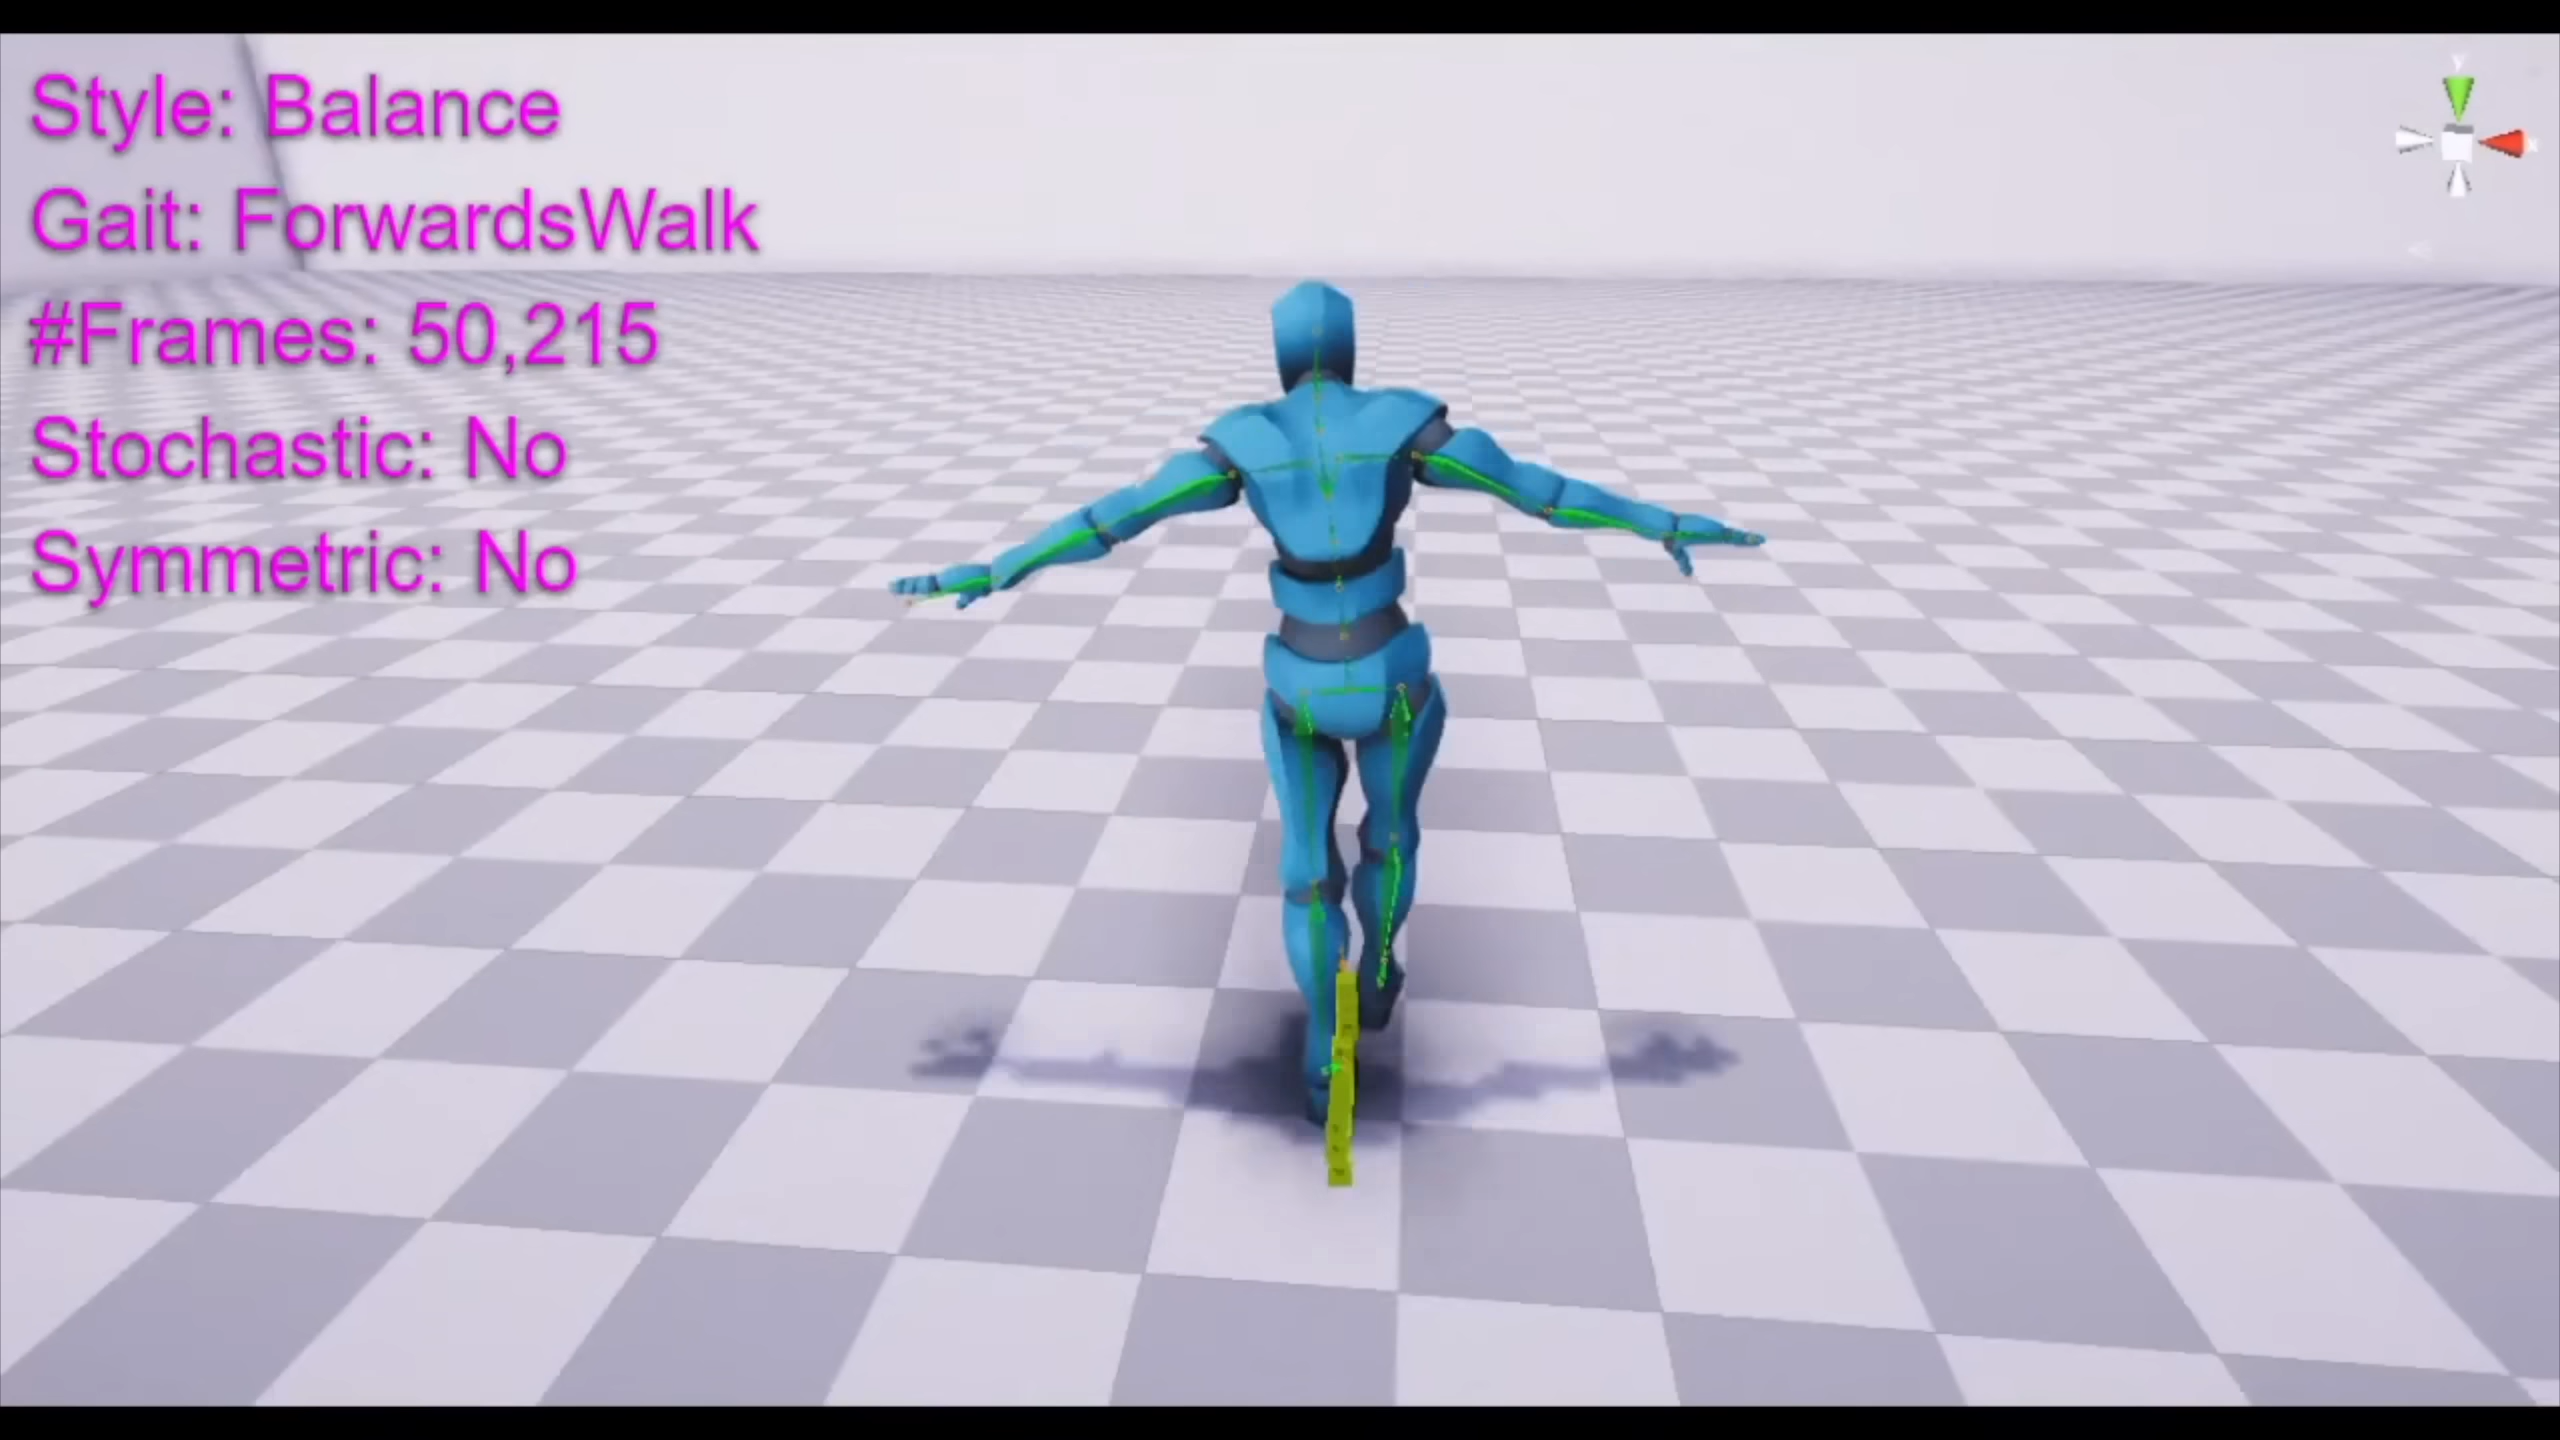 Style: Balance
Gait: ForwardsWalk
#Frames: 50,215
Stochastic: No
Symmetric: No
y
x